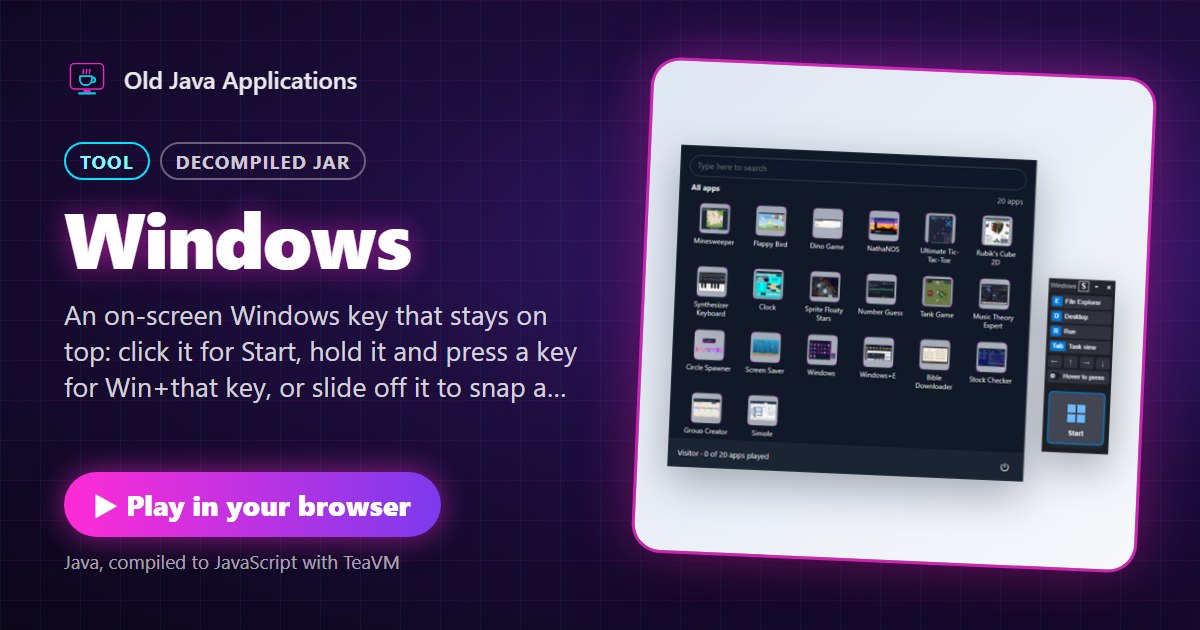 Old Java Applications
TOOL
DECOMPILED JAR
Windows
An on-screen Windows key that stays on
top: click it for Start, hold it and press a key
for Win+that key, or slide off it to snap a...
Play in your browser
Java, compiled to JavaScript with TeaVM
Type here to search
All apps
20 apps
Minesweeper
Flappy Bird
Dino Game
NathaNOS
Ultimate Tic-
Tac-Toe
Rubik's Cube
2D
Synthesizer
Keyboard
Clock
Sprite Floaty
Stars
Number Guess
Tank Game
Music Theory
Expert
Circle Spawner
Screen Saver
Windows
Windows+E
Bible
Downloader
Stock Checker
Group Creator
Simple
Visitor · 0 of 20 apps played
Windows S
E File Explorer
D Desktop
R Run
Tab Task view
← ↑ → ↓
Hover to press
Start